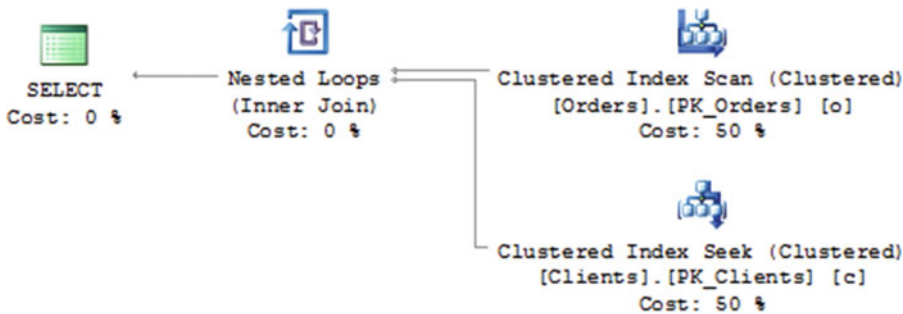 SELECT
Cost: 0 %
Nested Loops
(Inner Join)
Cost: 0 %
Clustered Index Scan (Clustered)
[Orders].[PK_Orders] [o]
Cost: 50 %
Clustered Index Seek (Clustered)
[Clients].[PK_Clients] [c]
Cost: 50 %